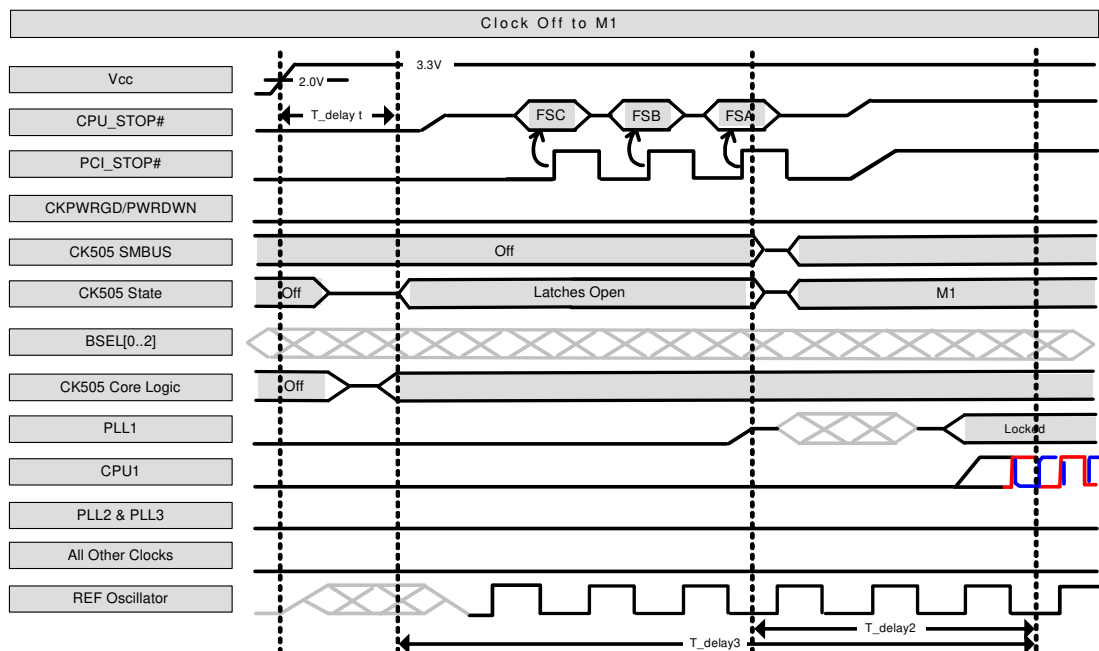 Clock Off to M1
Vcc
3.3V
2.0V
CPU_STOP#
T_delay t
FSC
FSB
FSA
PCI_STOP#
CKPWRGD/PWRDWN
CK505 SMBUS
Off
CK505 State
Off
Latches Open
M1
BSEL[0..2]
CK505 Core Logic
Off
PLL1
Locked
CPU1
PLL2 & PLL3
All Other Clocks
REF Oscillator
T_delay2
T_delay3